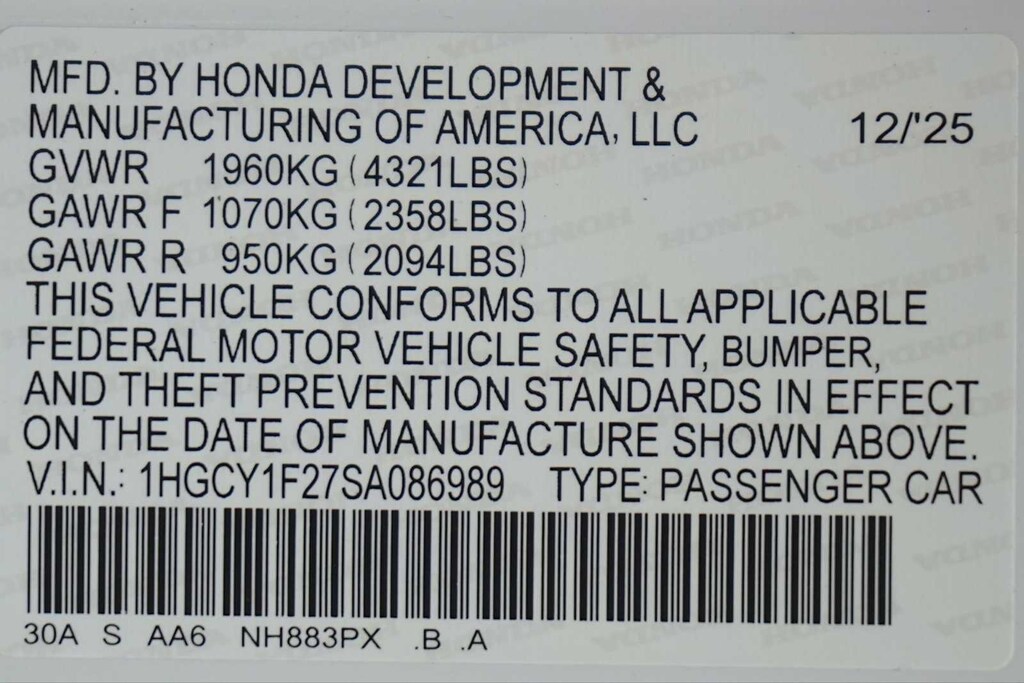 MFD. BY HONDA DEVELOPMENT &
MANUFACTURING OF AMERICA, LLC 12/'25
GVWR 1960KG (4321LBS)
GAWR F 1070KG (2358LBS)
GAWR R 950KG (2094LBS)
THIS VEHICLE CONFORMS TO ALL APPLICABLE
FEDERAL MOTOR VEHICLE SAFETY, BUMPER,
AND THEFT PREVENTION STANDARDS IN EFFECT
ON THE DATE OF MANUFACTURE SHOWN ABOVE.
V.I.N.: 1HGCY1F27SA086989 TYPE: PASSENGER CAR
30A S AA6 NH883PX .B .A